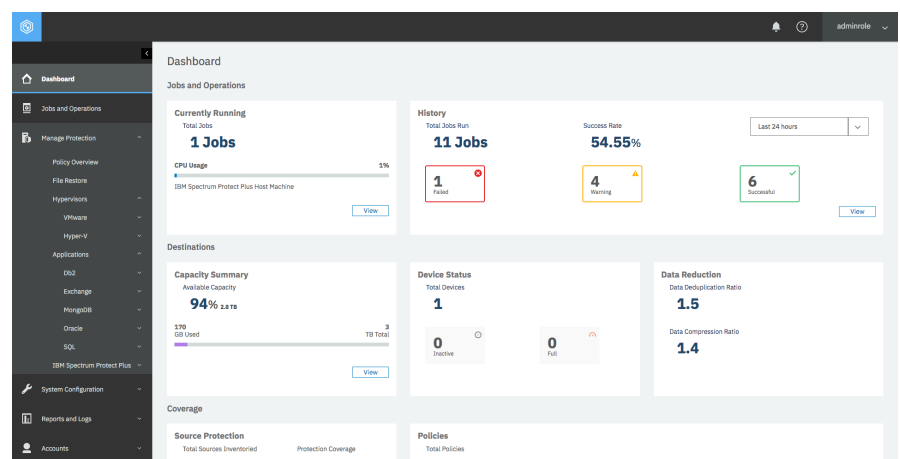 adminrole
Dashboard
Jobs and Operations
Manage Protection
Policy Overview
File Restore
Hypervisors
VMware
Hyper-V
Applications
Db2
Exchange
MongoDB
Oracle
SQL
IBM Spectrum Protect Plus
System Configuration
Reports and Logs
Accounts
Dashboard
Jobs and Operations
Currently Running
Total Jobs
1 Jobs
CPU Usage 1%
IBM Spectrum Protect Plus Host Machine
View
History
Total Jobs Run Success Rate
11 Jobs 54.55%
Last 24 hours
1 4 6
Failed Warning Successful
View
Destinations
Capacity Summary
Available Capacity
94% 2.8 TB
170 3
GB Used TB Total
View
Device Status
Total Devices
1
0 0
Inactive Full
Data Reduction
Data Deduplication Ratio
1.5
Data Compression Ratio
1.4
Coverage
Source Protection
Total Sources Inventoried Protection Coverage
Policies
Total Policies